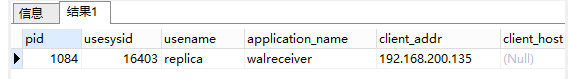 信息 结果1
pid usesysid usename application_name client_addr client_host
1084 16403 replica walreceiver 192.168.200.135 (Null)